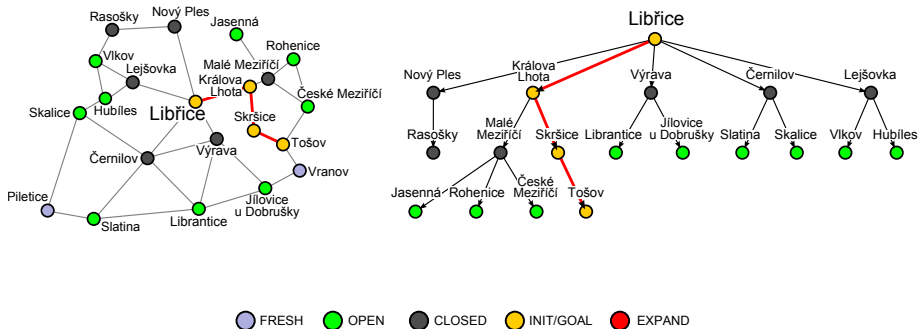 Rasošky
Nový Ples
Jasenná
Rohenice
Vlkov
Lejšovka
Malé Meziříčí
Králova
Lhota
České Meziříčí
Skalice
Hubíles
Libřice
Skršice
Tošov
Černilov
Výrava
Vranov
Piletice
Slatina
Librantice
Jílovice
u Dobrušky
Libřice
Nový Ples
Králova
Lhota
Výrava
Černilov
Lejšovka
Rasošky
Malé
Meziříčí
Skršice
Librantice
Jílovice
u Dobrušky
Slatina
Skalice
Vlkov
Hubíles
Jasenná
Rohenice
České
Meziříčí
Tošov
FRESH
OPEN
CLOSED
INIT/GOAL
EXPAND